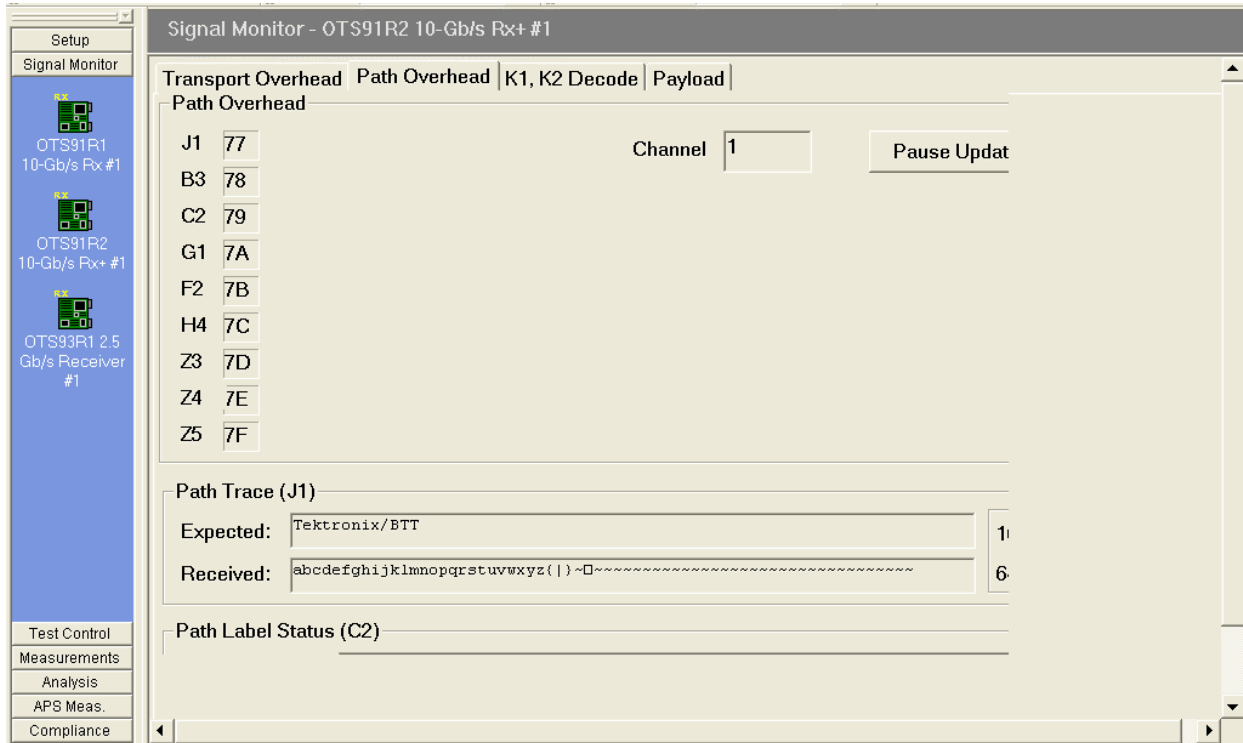 Setup
Signal Monitor
RX
OTS91R1
10-Gb/s Rx #1
RX
OTS91R2
10-Gb/s Rx+ #1
RX
OTS93R1 2.5
Gb/s Receiver
#1
Test Control
Measurements
Analysis
APS Meas.
Compliance
Signal Monitor - OTS91R2 10-Gb/s Rx+ #1
Transport Overhead Path Overhead K1, K2 Decode Payload
Path Overhead
J1 77
Channel 1
Pause Updat
B3 78
C2 79
G1 7A
F2 7B
H4 7C
Z3 7D
Z4 7E
Z5 7F
Path Trace (J1)
Expected: Tektronix/BTT
Received: abcdefghijklmnopqrstuvwxyz{|}~□~~~~~~~~~~~~~~~~~~~~~~~~~~~~~~~~~
Path Label Status (C2)